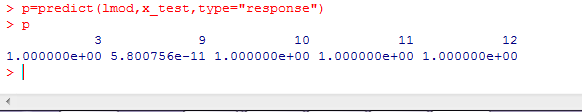 > p=predict(lmod,x_test,type="response")
> p
3 9 10 11 12
1.000000e+00 5.800756e-11 1.000000e+00 1.000000e+00 1.000000e+00
>